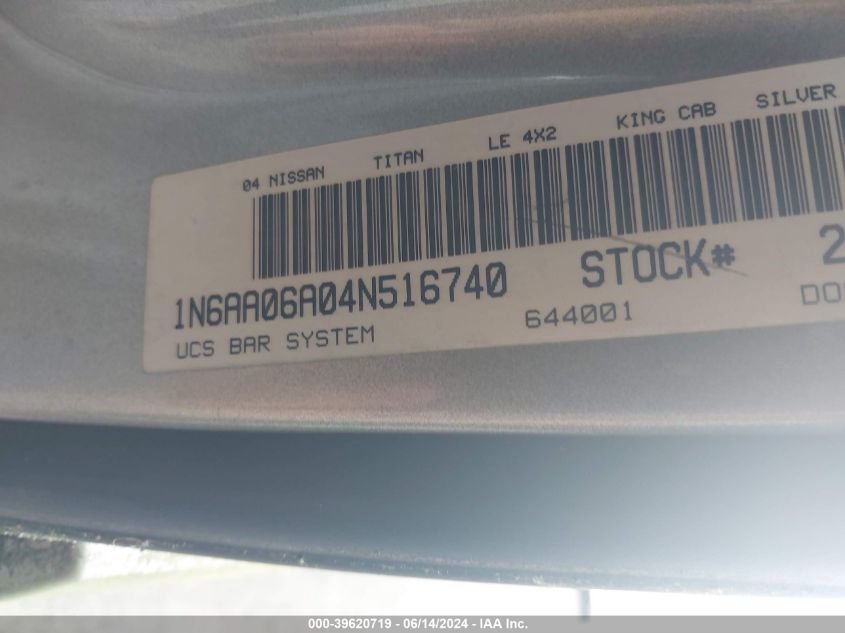 04 NISSAN TITAN LE 4X2 KING CAB SILVER
1N6AA06A04N516740 STOCK# 2
UCS BAR SYSTEM 644001
000-39620719 - 06/14/2024 - IAA Inc.